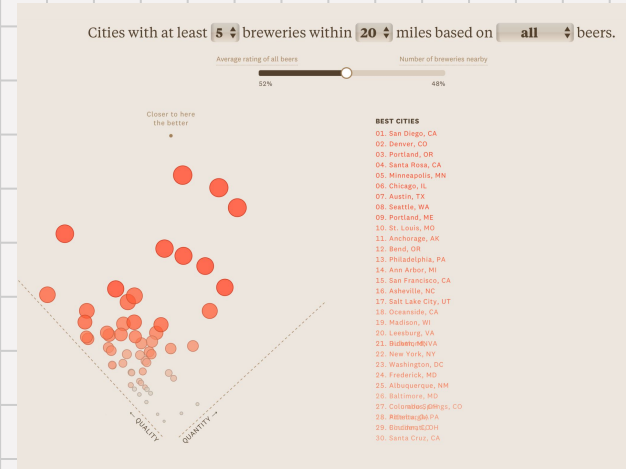 Cities with at least 5 breweries within 20 miles based on all beers.
Average rating of all beers
Number of breweries nearby
52%
48%
Closer to here
the better
BEST CITIES
01. San Diego, CA
02. Denver, CO
03. Portland, OR
04. Santa Rosa, CA
05. Minneapolis, MN
06. Chicago, IL
07. Austin, TX
08. Seattle, WA
09. Portland, ME
10. St. Louis, MO
11. Anchorage, AK
12. Bend, OR
13. Philadelphia, PA
14. Ann Arbor, MI
15. San Francisco, CA
16. Asheville, NC
17. Salt Lake City, UT
18. Oceanside, CA
19. Madison, WI
20. Leesburg, VA
21.
22. New York, NY
23. Washington, DC
24. Frederick, MD
25. Albuquerque, NM
26. Baltimore, MD
27.
28.
29.
30. Santa Cruz, CA
← QUALITY
QUANTITY →